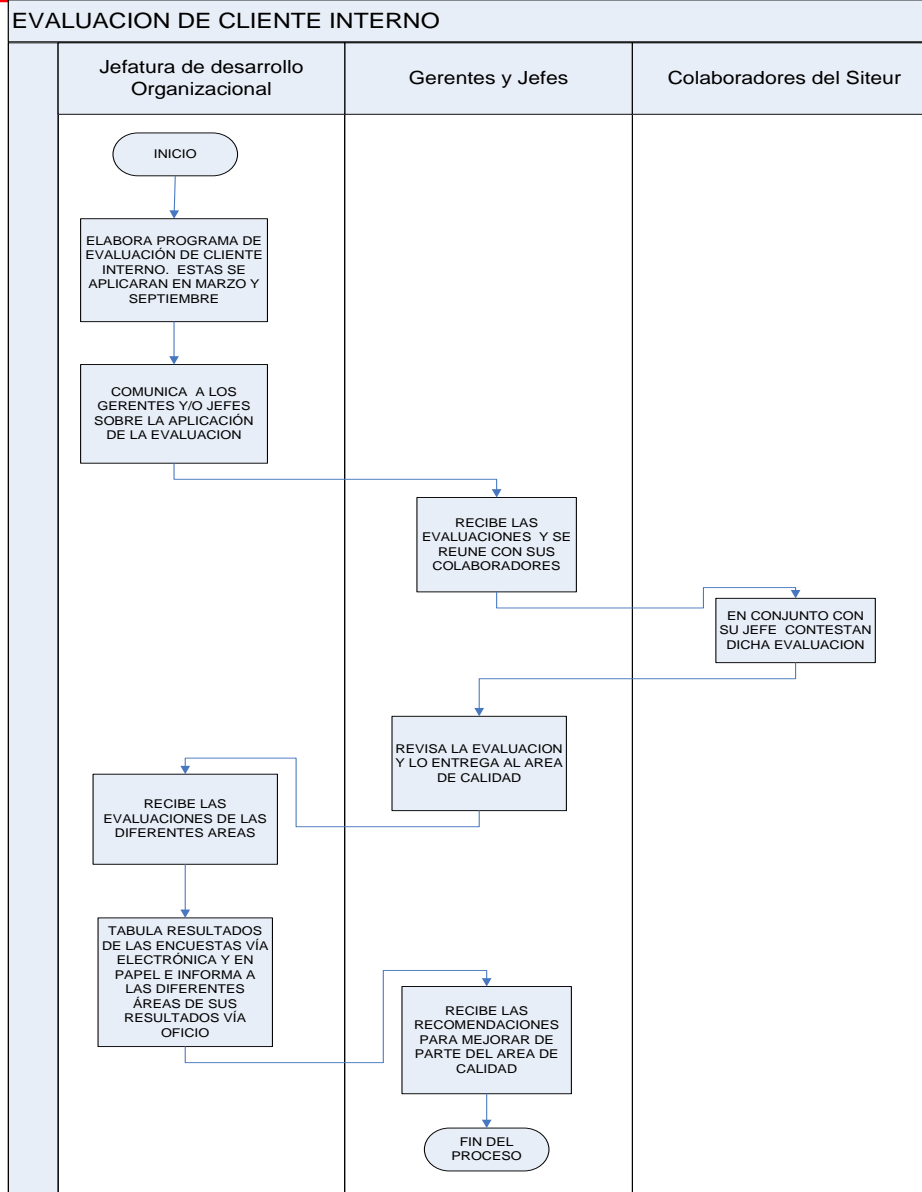 EVALUACION DE CLIENTE INTERNO
Jefatura de desarrollo
Organizacional
Gerentes y Jefes
Colaboradores del Siteur
INICIO
ELABORA PROGRAMA DE
EVALUACIÓN DE CLIENTE
INTERNO. ESTAS SE
APLICARAN EN MARZO Y
SEPTIEMBRE
COMUNICA A LOS
GERENTES Y/O JEFES
SOBRE LA APLICACIÓN
DE LA EVALUACION
RECIBE LAS
EVALUACIONES Y SE
REUNE CON SUS
COLABORADORES
EN CONJUNTO CON
SU JEFE CONTESTAN
DICHA EVALUACION
REVISA LA EVALUACION
Y LO ENTREGA AL AREA
DE CALIDAD
RECIBE LAS
EVALUACIONES DE LAS
DIFERENTES AREAS
TABULA RESULTADOS
DE LAS ENCUESTAS VÍA
ELECTRÓNICA Y EN
PAPEL E INFORMA A
LAS DIFERENTES
ÁREAS DE SUS
RESULTADOS VÍA
OFICIO
RECIBE LAS
RECOMENDACIONES
PARA MEJORAR DE
PARTE DEL AREA DE
CALIDAD
FIN DEL
PROCESO